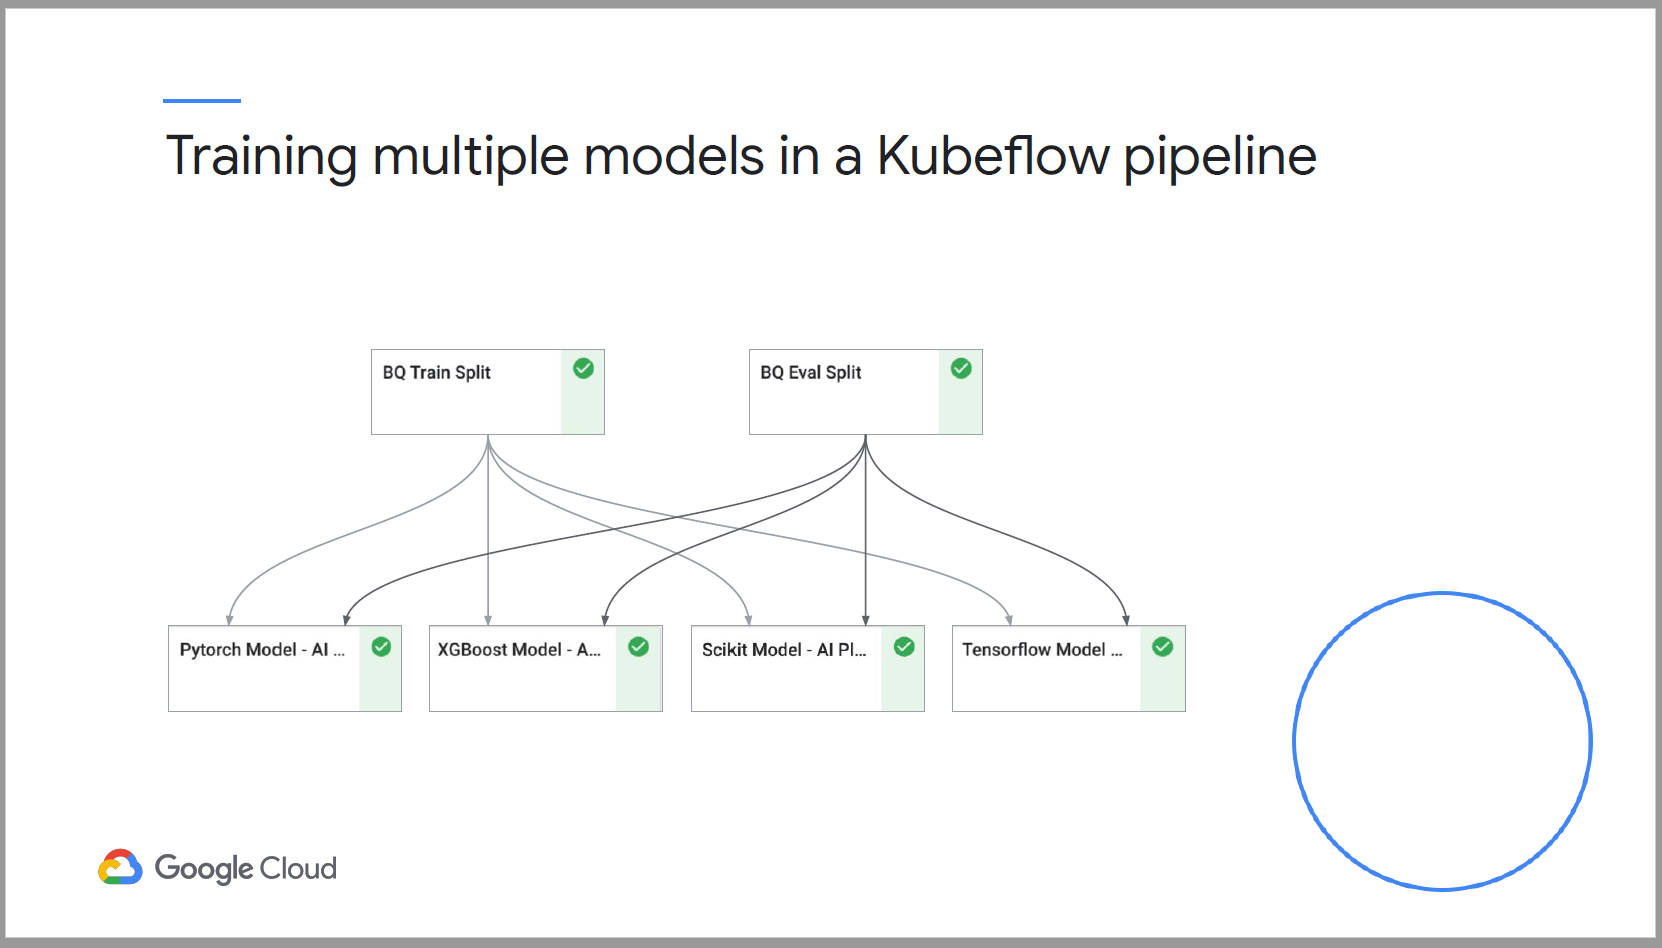 Training multiple models in a Kubeflow pipeline
BQ Train Split
BQ Eval Split
Pytorch Model - AI ...
XGBoost Model - A...
Scikit Model - AI Pl...
Tensorflow Model ...
Google Cloud